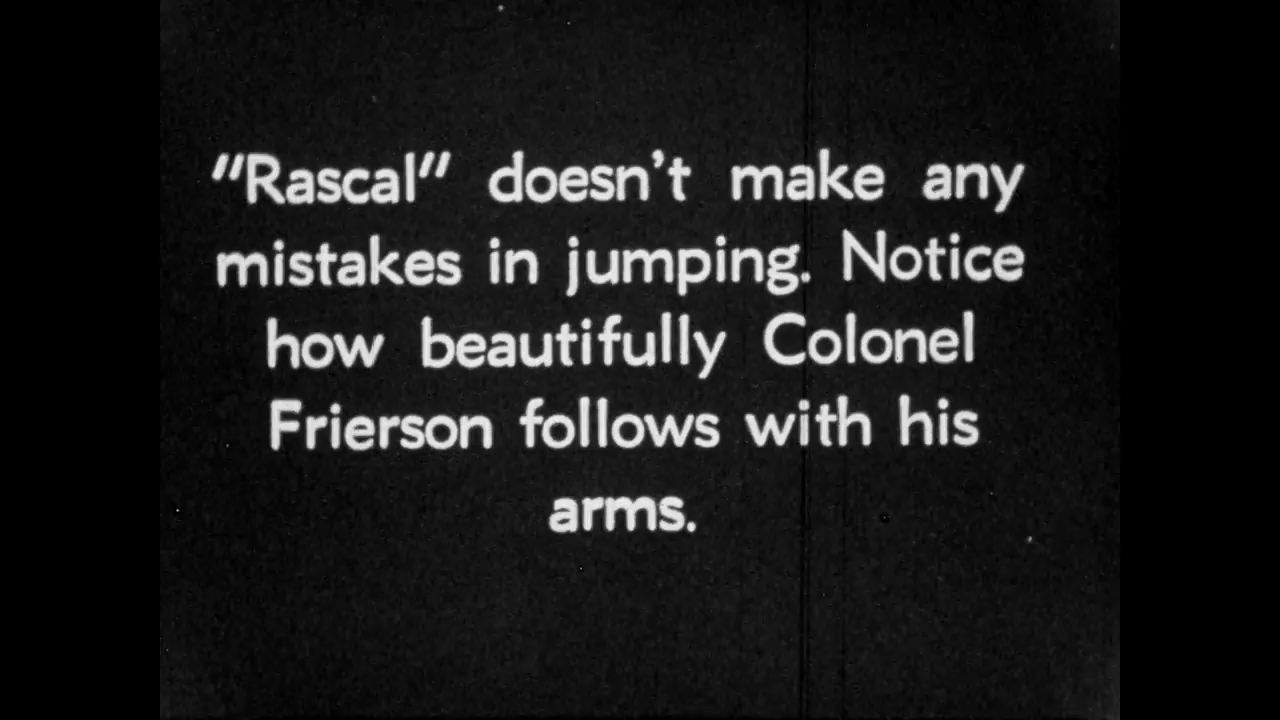 "Rascal" doesn't make any
mistakes in jumping. Notice
how beautifully Colonel
Frierson follows with his
arms.